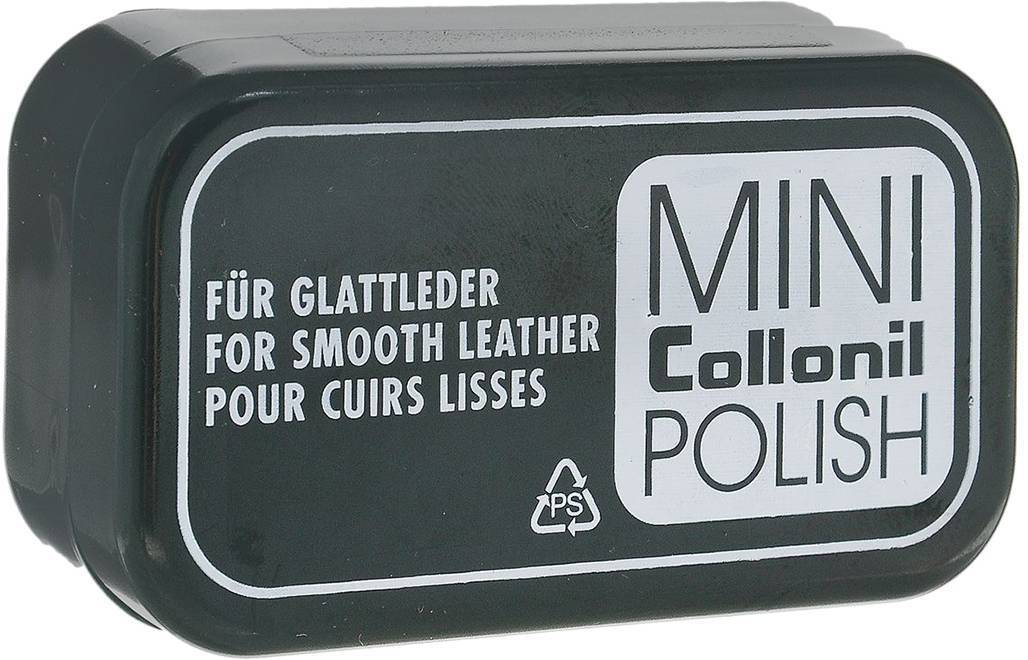 FÜR GLATTLEDER
FOR SMOOTH LEATHER
POUR CUIRS LISSES
PS
MINI
Collonil
POLISH